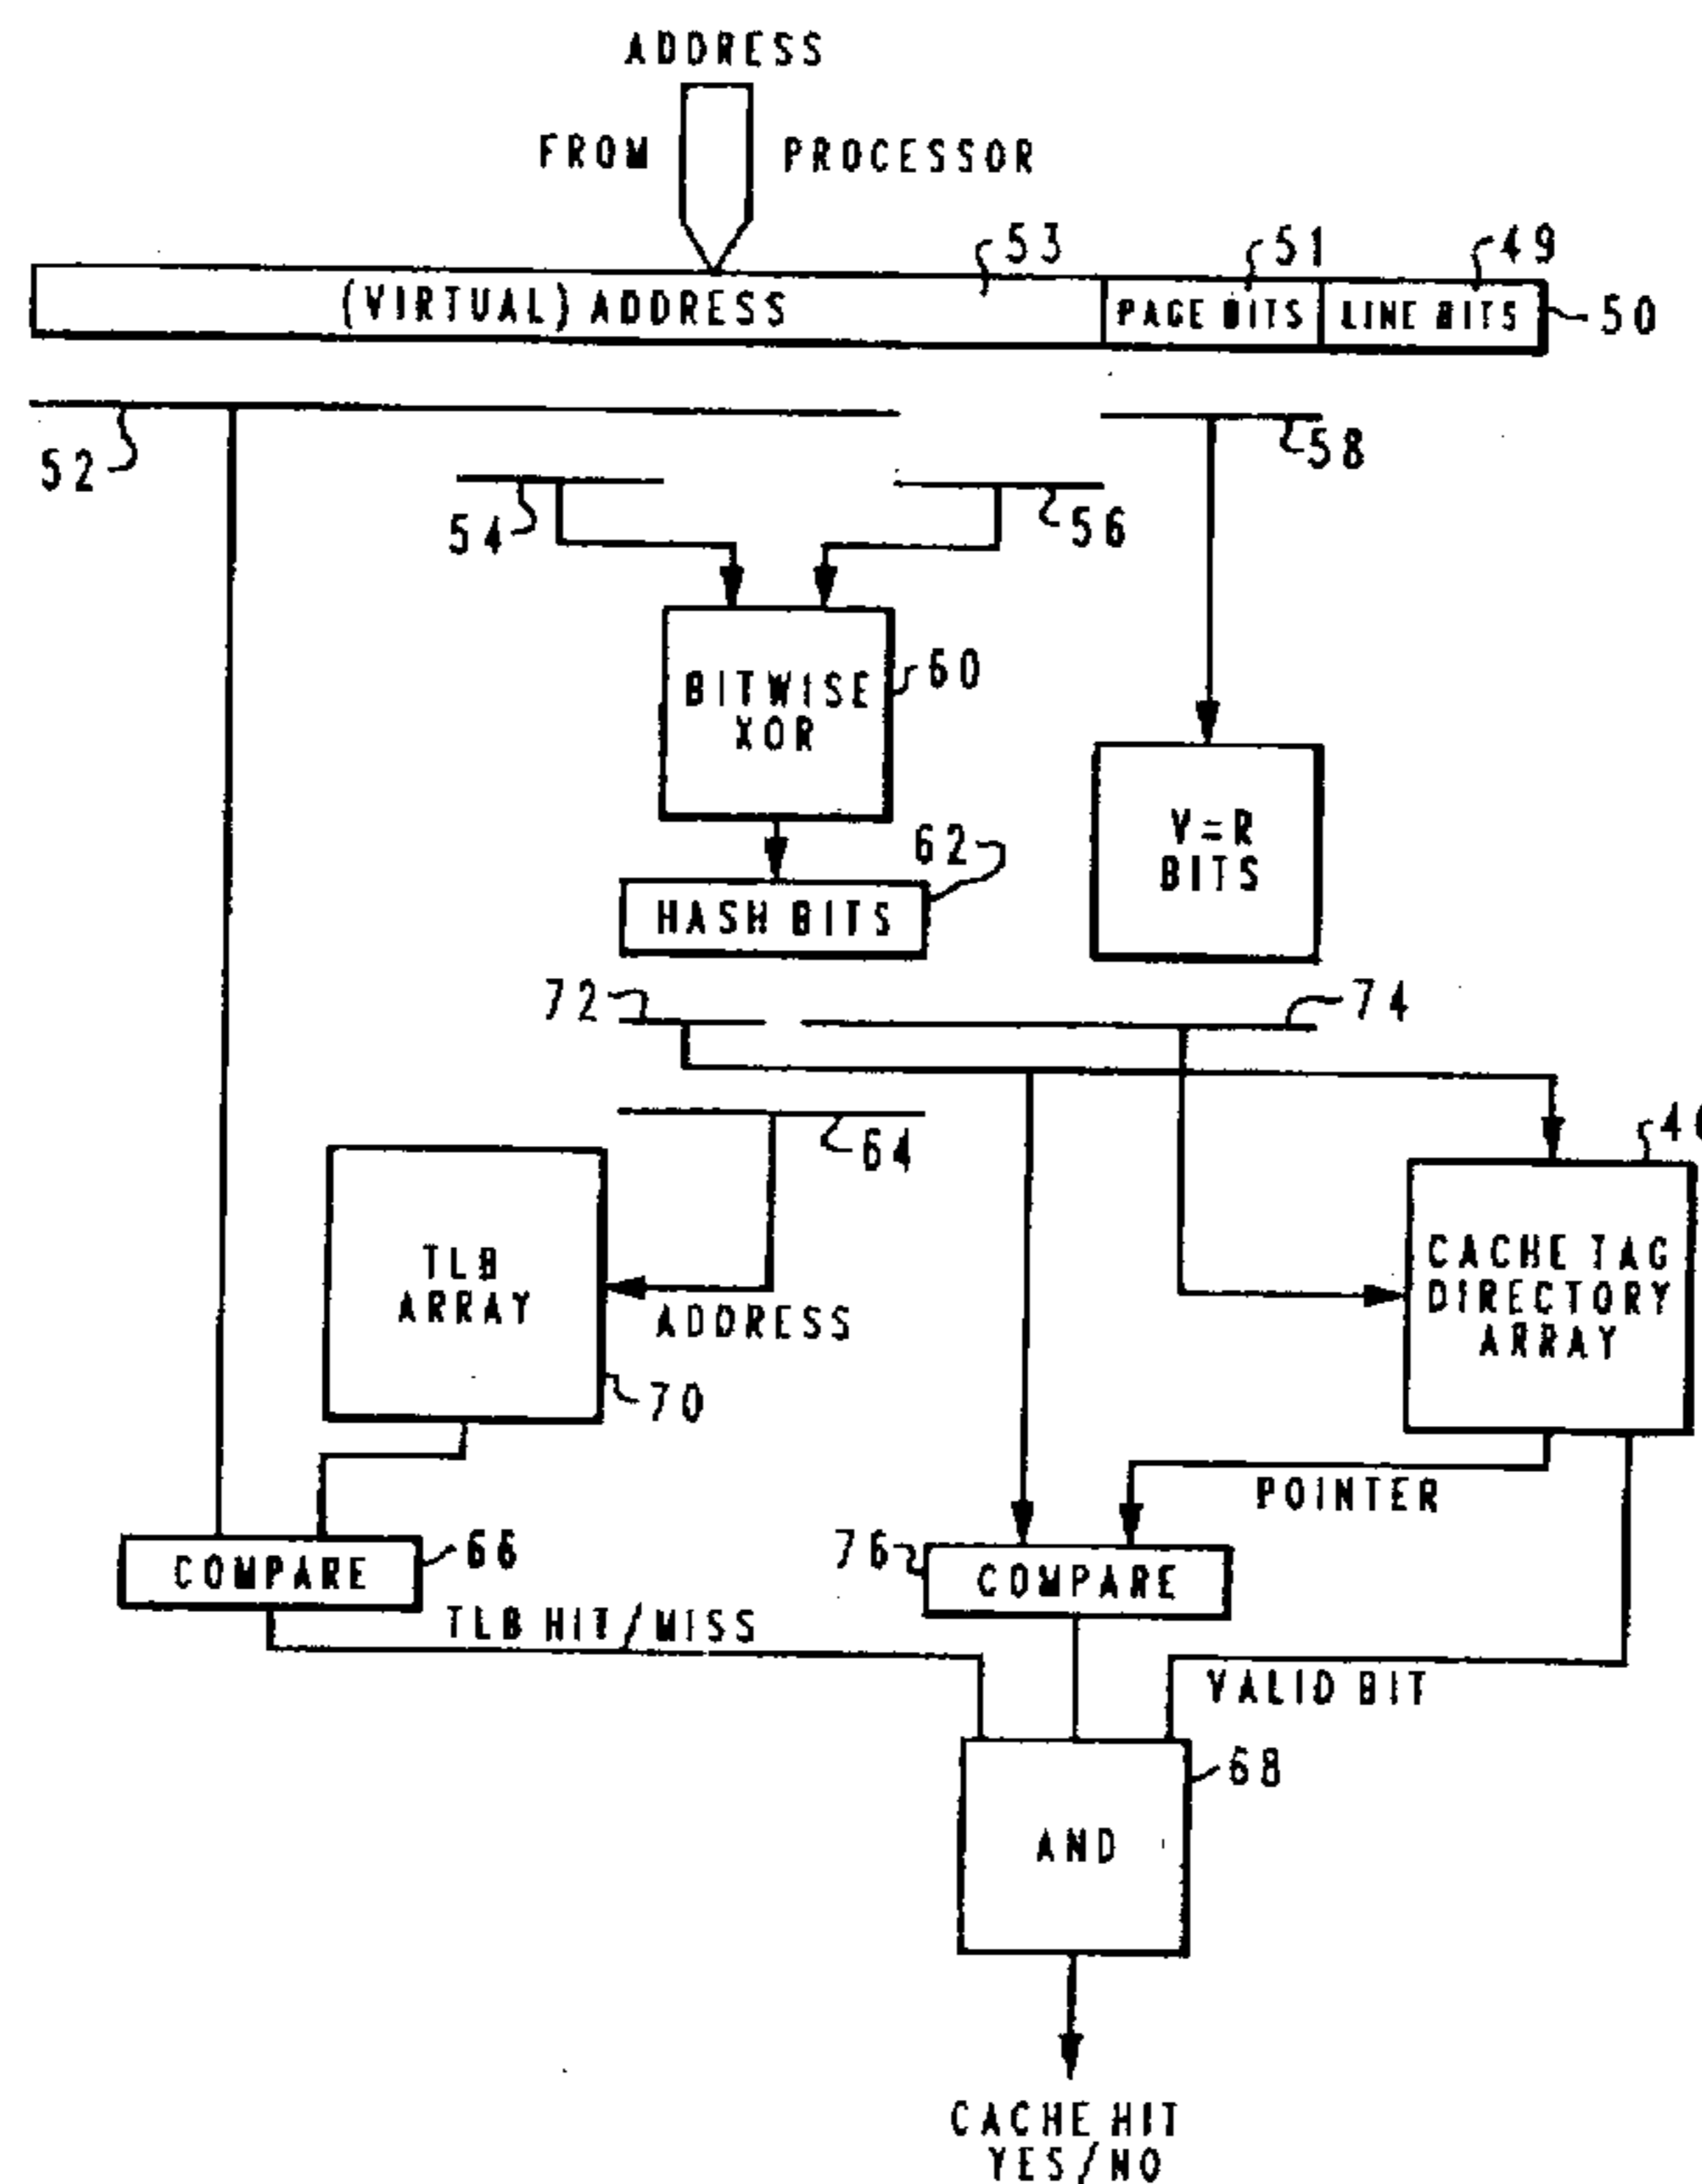 ADDRESS
FROM PROCESSOR
53 51 49
(VIRTUAL) ADDRESS PAGE BITS LINE BITS 50
52 58
54 56
BITWISE
XOR
60
V=R
BITS
62
HASH BITS
72 74
64
TLB
ARRAY
ADDRESS
70
CACHE TAG
DIRECTORY
ARRAY
POINTER
COMPARE 66
76 COMPARE
TLB HIT/MISS
VALID BIT
68
AND
CACHE HIT
YES/NO